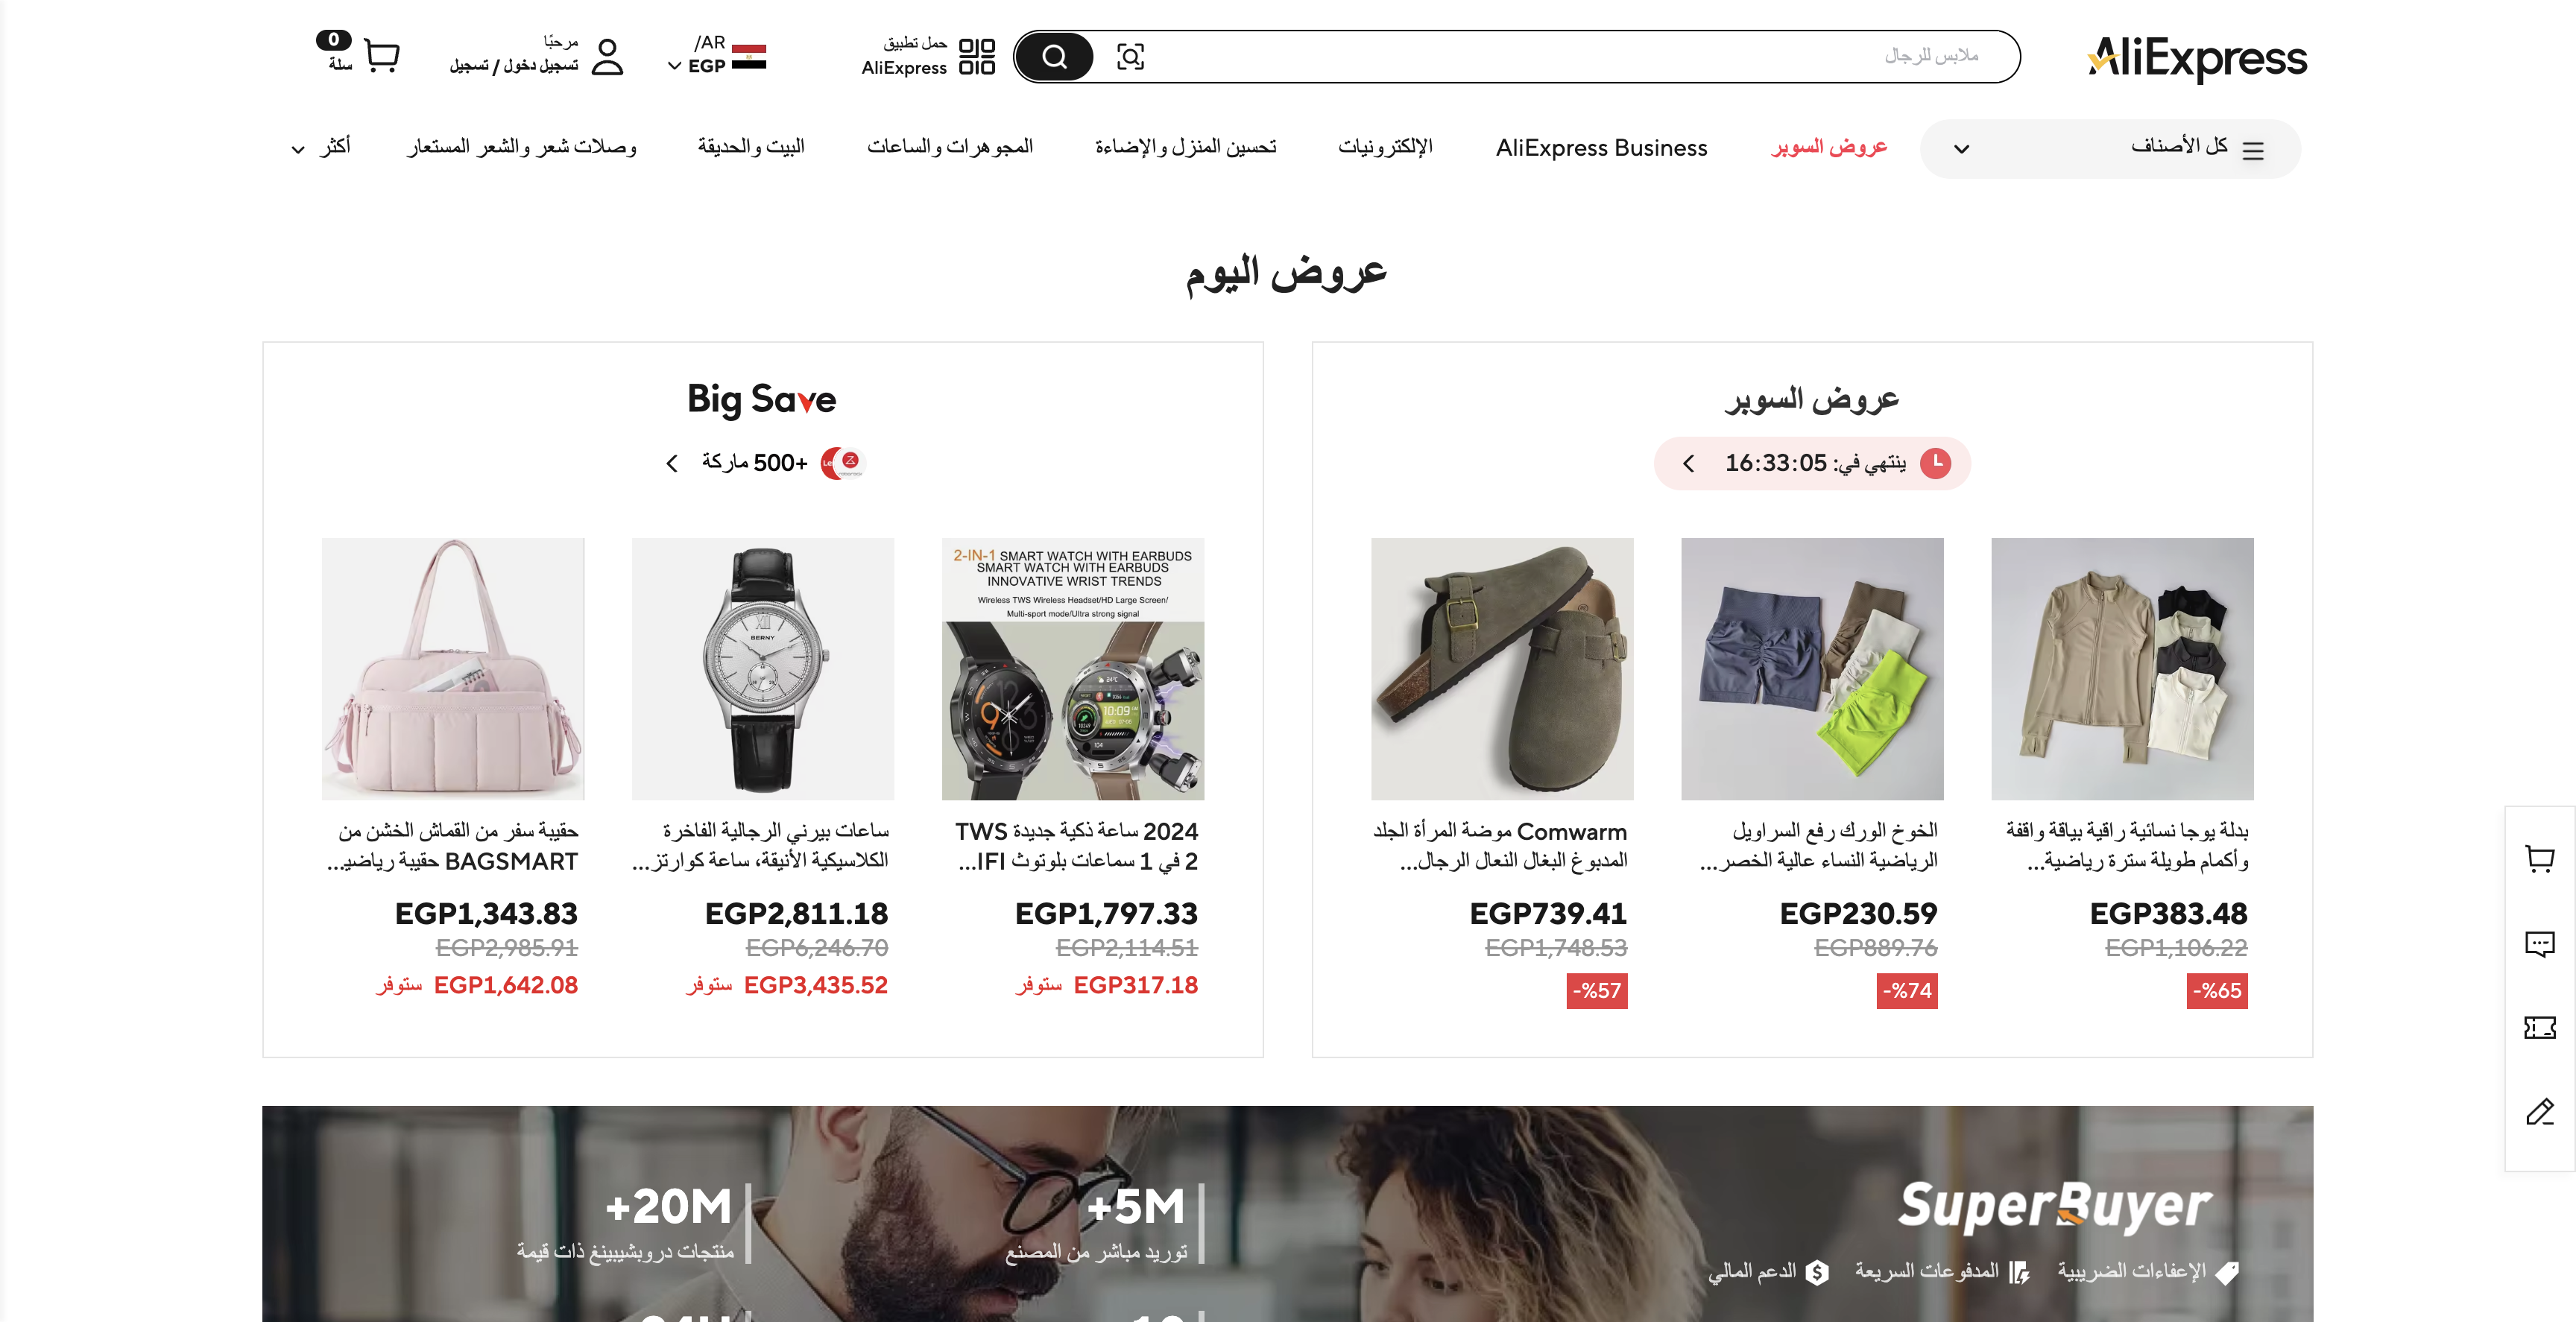 AliExpress
ملابس للرجال
حمل تطبيق
AliExpress
/AR
EGP
مرحبًا
تسجيل دخول / تسجيل
0
سلة
كل الأصناف
عروض السوبر
AliExpress Business
الإلكترونيات
تحسين المنزل والإضاءة
المجوهرات والساعات
البيت والحديقة
وصلات شعر والشعر المستعار
أكثر
عروض اليوم
عروض السوبر
ينتهي في: 16:33:05
بدلة يوجا نسائية راقية بياقة واقفة
وأكمام طويلة سترة رياضية...
EGP383.48
EGP1,106.22
-%65
الخوخ الورك رفع السراويل
الرياضية النساء عالية الخصر...
EGP230.59
EGP889.76
-%74
Comwarm موضة المرأة الجلد
المدبوغ البغال النعال الرجال...
EGP739.41
EGP1,748.53
-%57
Big Save
+500 ماركة
2-IN-1 SMART WATCH WITH EARBUDS
SMART WATCH WITH EARBUDS
INNOVATIVE WRIST TRENDS
Wireless TWS Wireless Headset/HD Large Screen/
Multi-sport mode/Ultra strong signal
10:09
2024 ساعة ذكية جديدة TWS
2 في 1 سماعات بلوتوث IFI...
EGP1,797.33
EGP2,114.51
ستوفر EGP317.18
BERNY
ساعات بيرني الرجالية الفاخرة
الكلاسيكية الأنيقة، ساعة كوارتز...
EGP2,811.18
EGP6,246.70
ستوفر EGP3,435.52
حقيبة سفر من القماش الخشن من
BAGSMART حقيبة رياضيـ...
EGP1,343.83
EGP2,985.91
ستوفر EGP1,642.08
SuperBuyer
الإعفاءات الضريبية
المدفوعات السريعة
الدعم المالي
+5M
توريد مباشر من المصنع
+20M
منتجات دروبشيبينغ ذات قيمة